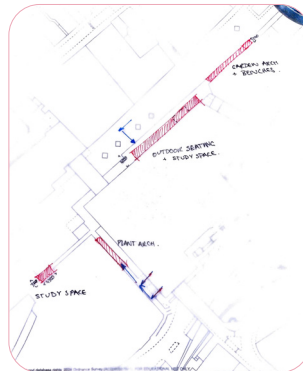 GARDEN ARCH
+ BENCHES.
OUTDOOR SEATING
+ STUDY SPACE.
PLANT ARCH.
STUDY SPACE